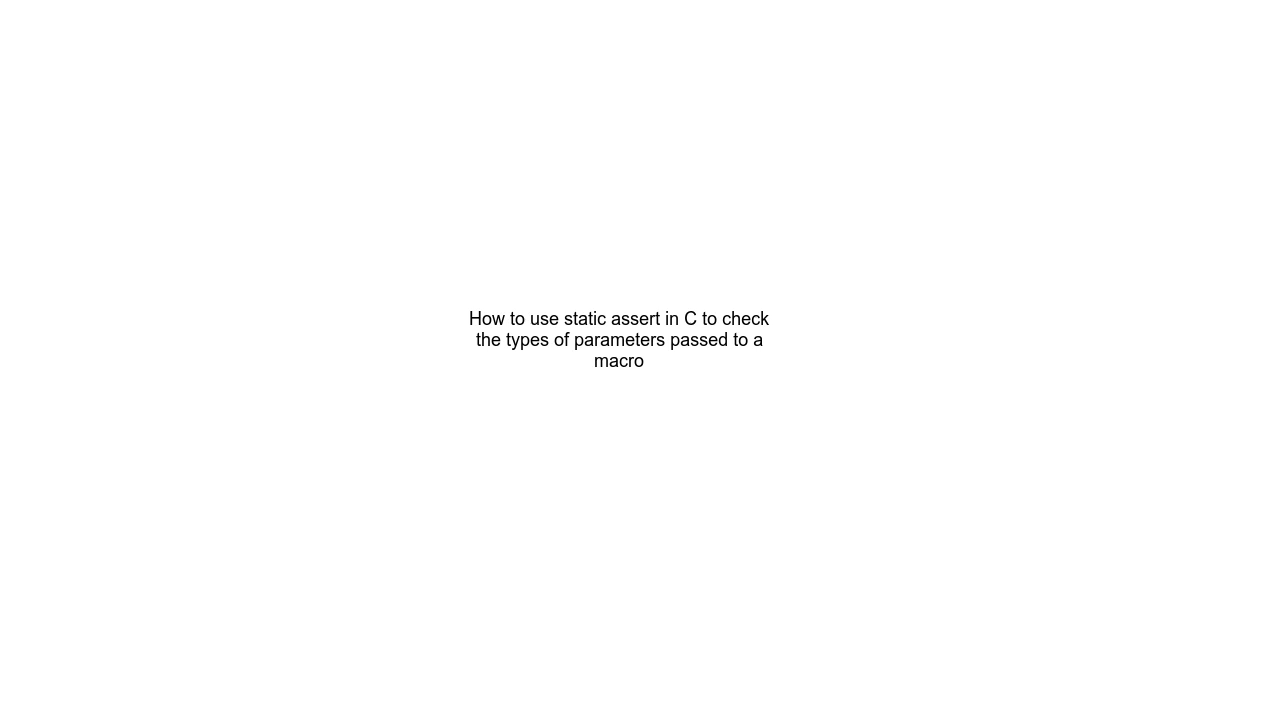 How to use static assert in C to check
the types of parameters passed to a
macro